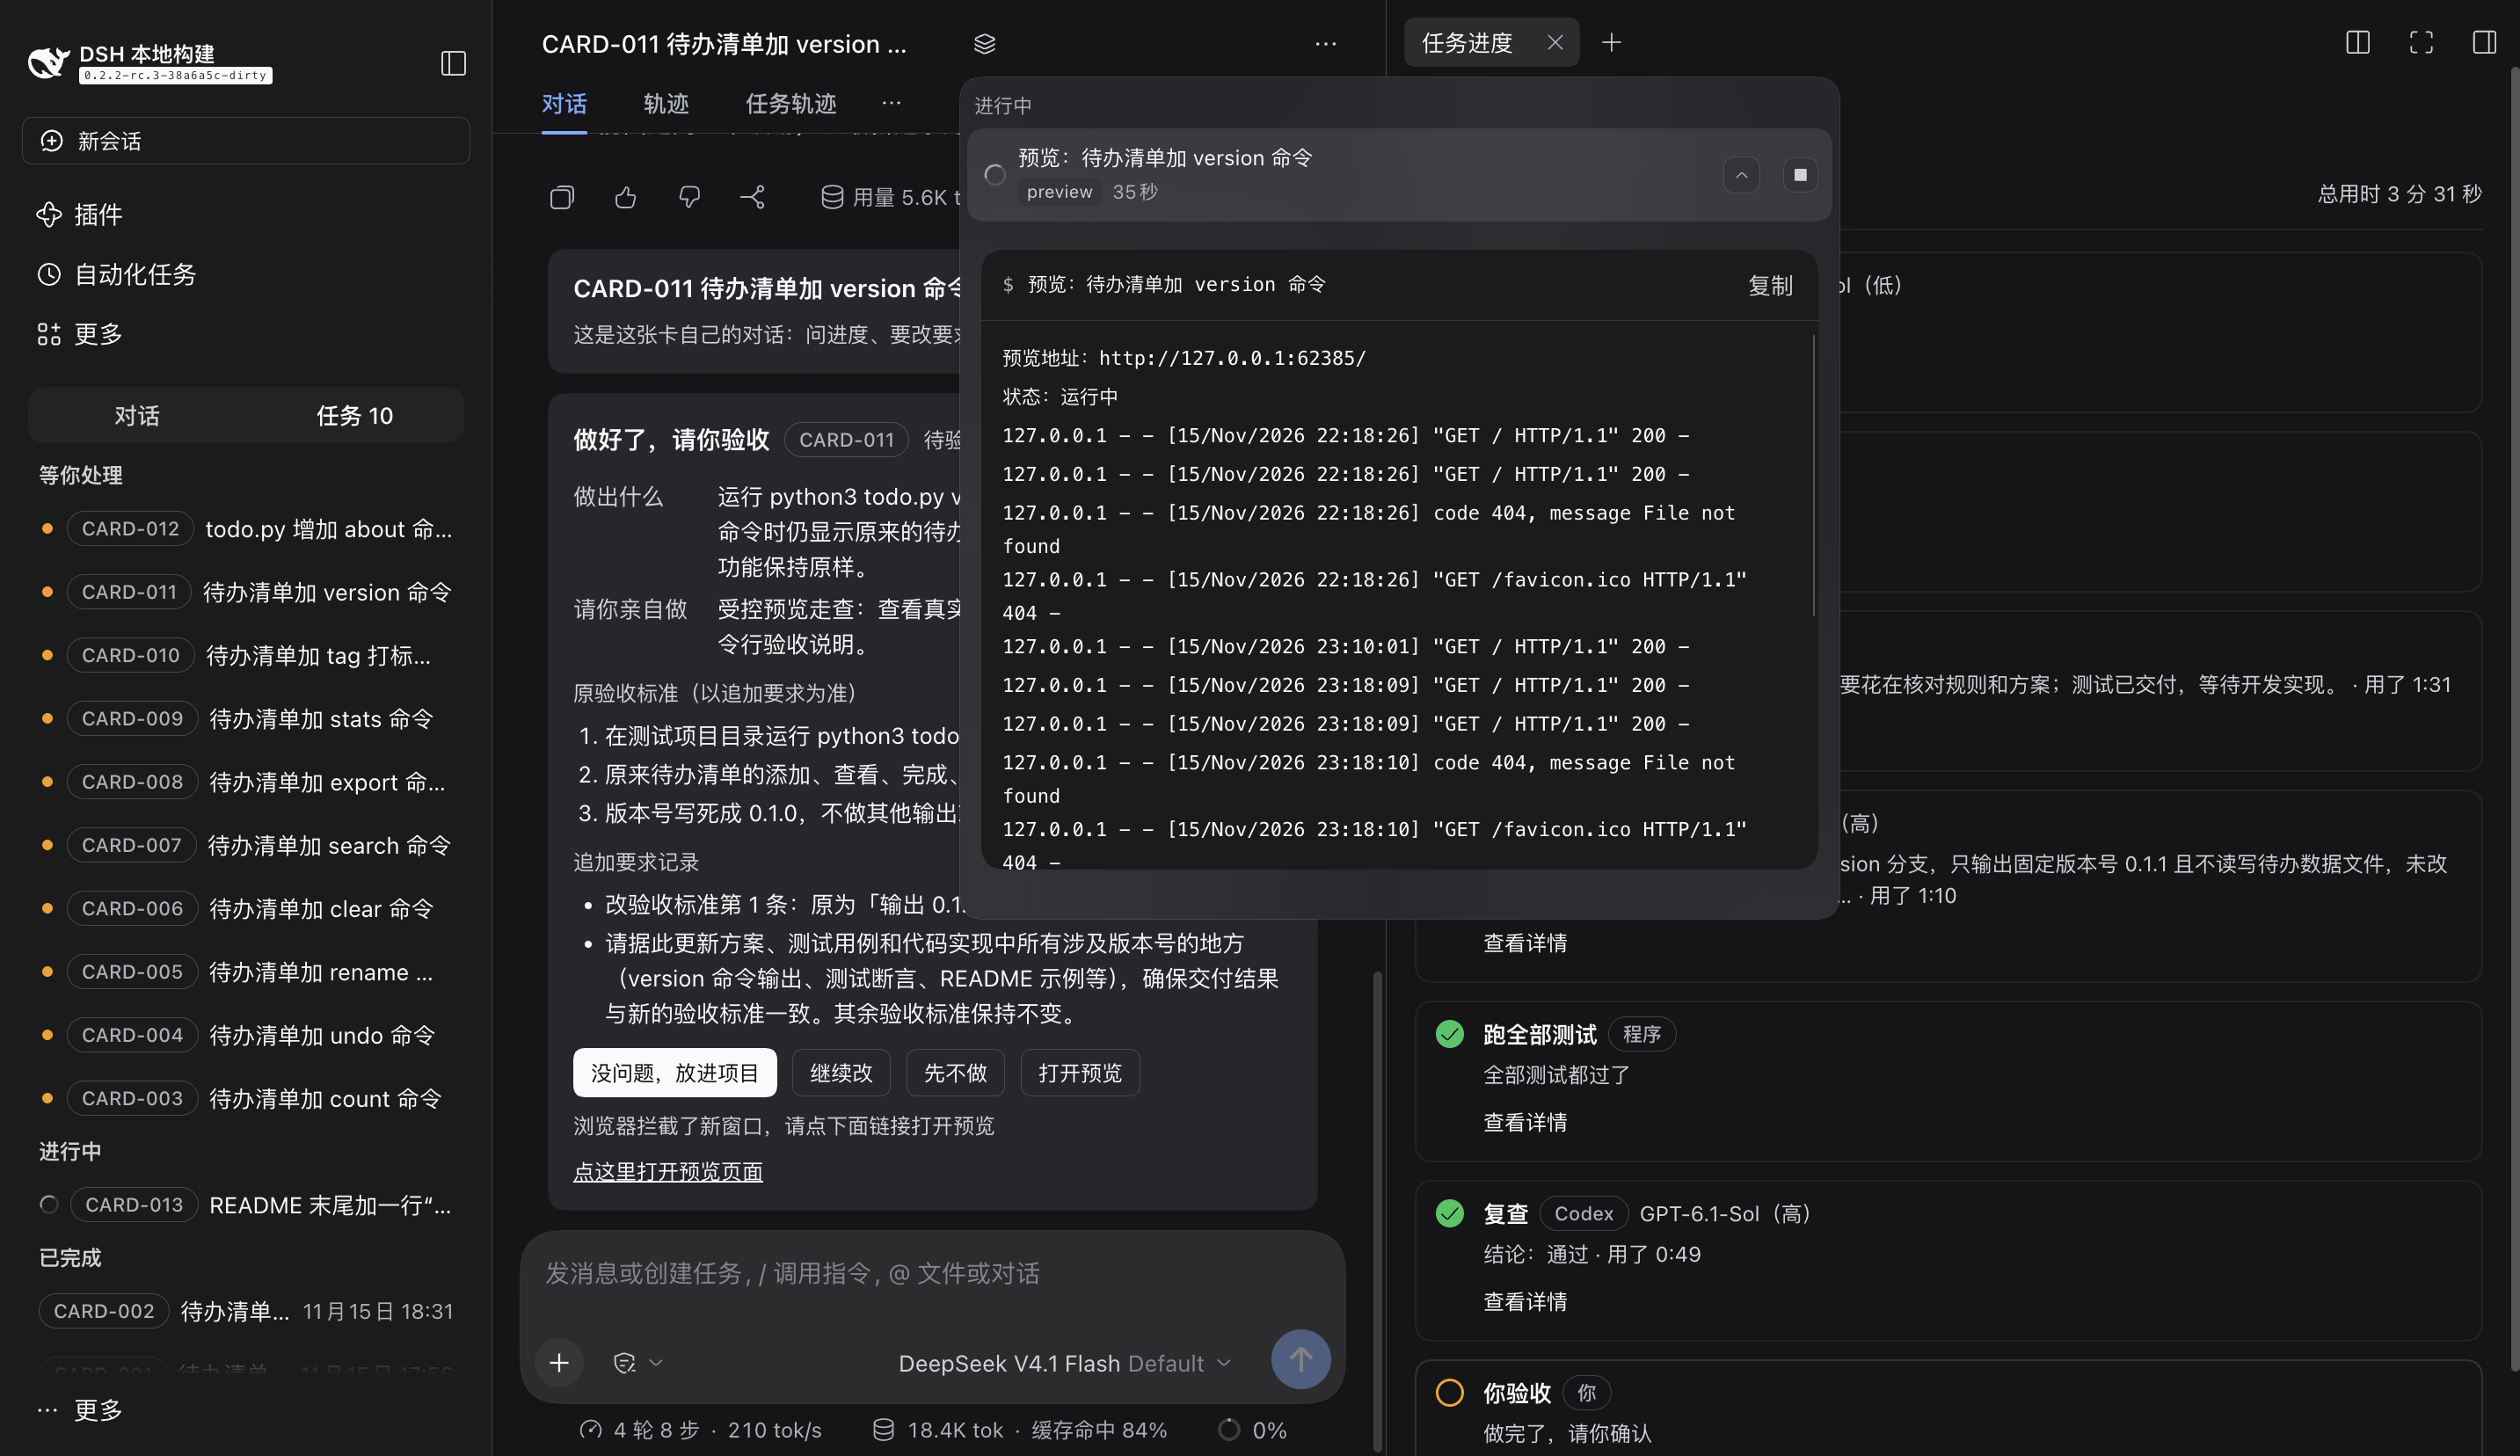 DSH 本地构建
0.2.2-rc.3-38a6a5c-dirty
新会话
插件
自动化任务
更多
对话
任务 10
等你处理
CARD-012 todo.py 增加 about 命...
CARD-011 待办清单加 version 命令
CARD-010 待办清单加 tag 打标...
CARD-009 待办清单加 stats 命令
CARD-008 待办清单加 export 命...
CARD-007 待办清单加 search 命令
CARD-006 待办清单加 clear 命令
CARD-005 待办清单加 rename ...
CARD-004 待办清单加 undo 命令
CARD-003 待办清单加 count 命令
进行中
CARD-013 README 末尾加一行“...
已完成
CARD-002 待办清单... 11月15日 18:31
... 更多
CARD-011 待办清单加 version ...
对话 轨迹 任务轨迹 ...
用量 5.6K t
CARD-011 待办清单加 version 命令
这是这张卡自己的对话：问进度、要改要
做好了，请你验收 CARD-011 待验
做出什么 运行 python3 todo.py v
命令时仍显示原来的待办
功能保持原样。
请你亲自做 受控预览走查：查看真实
令行验收说明。
原验收标准（以追加要求为准）
1. 在测试项目目录运行 python3 todo
2. 原来待办清单的添加、查看、完成、
3. 版本号写死成 0.1.0，不做其他输出
追加要求记录
• 改验收标准第 1 条：原为「输出 0.1.
• 请据此更新方案、测试用例和代码实现中所有涉及版本号的地方
（version 命令输出、测试断言、README 示例等），确保交付结果
与新的验收标准一致。其余验收标准保持不变。
没问题，放进项目 继续改 先不做 打开预览
浏览器拦截了新窗口，请点下面链接打开预览
点这里打开预览页面
发消息或创建任务, / 调用指令, @ 文件或对话
DeepSeek V4.1 Flash Default
4 轮 8 步 · 210 tok/s 18.4K tok · 缓存命中 84% 0%
进行中
预览：待办清单加 version 命令
preview 35秒
$ 预览：待办清单加 version 命令 复制
预览地址：http://127.0.0.1:62385/
状态：运行中
127.0.0.1 - - [15/Nov/2026 22:18:26] "GET / HTTP/1.1" 200 -
127.0.0.1 - - [15/Nov/2026 22:18:26] "GET / HTTP/1.1" 200 -
127.0.0.1 - - [15/Nov/2026 22:18:26] code 404, message File not
found
127.0.0.1 - - [15/Nov/2026 22:18:26] "GET /favicon.ico HTTP/1.1"
404 -
127.0.0.1 - - [15/Nov/2026 23:10:01] "GET / HTTP/1.1" 200 -
127.0.0.1 - - [15/Nov/2026 23:18:09] "GET / HTTP/1.1" 200 -
127.0.0.1 - - [15/Nov/2026 23:18:09] "GET / HTTP/1.1" 200 -
127.0.0.1 - - [15/Nov/2026 23:18:10] code 404, message File not
found
127.0.0.1 - - [15/Nov/2026 23:18:10] "GET /favicon.ico HTTP/1.1"
404 -
任务进度
总用时 3 分 31 秒
ol（低）
要花在核对规则和方案；测试已交付，等待开发实现。 · 用了 1:31
（高）
sion 分支，只输出固定版本号 0.1.1 且不读写待办数据文件，未改
... · 用了 1:10
查看详情
跑全部测试 程序
全部测试都过了
查看详情
复查 Codex GPT-6.1-Sol（高）
结论：通过 · 用了 0:49
查看详情
你验收 你
做完了，请你确认